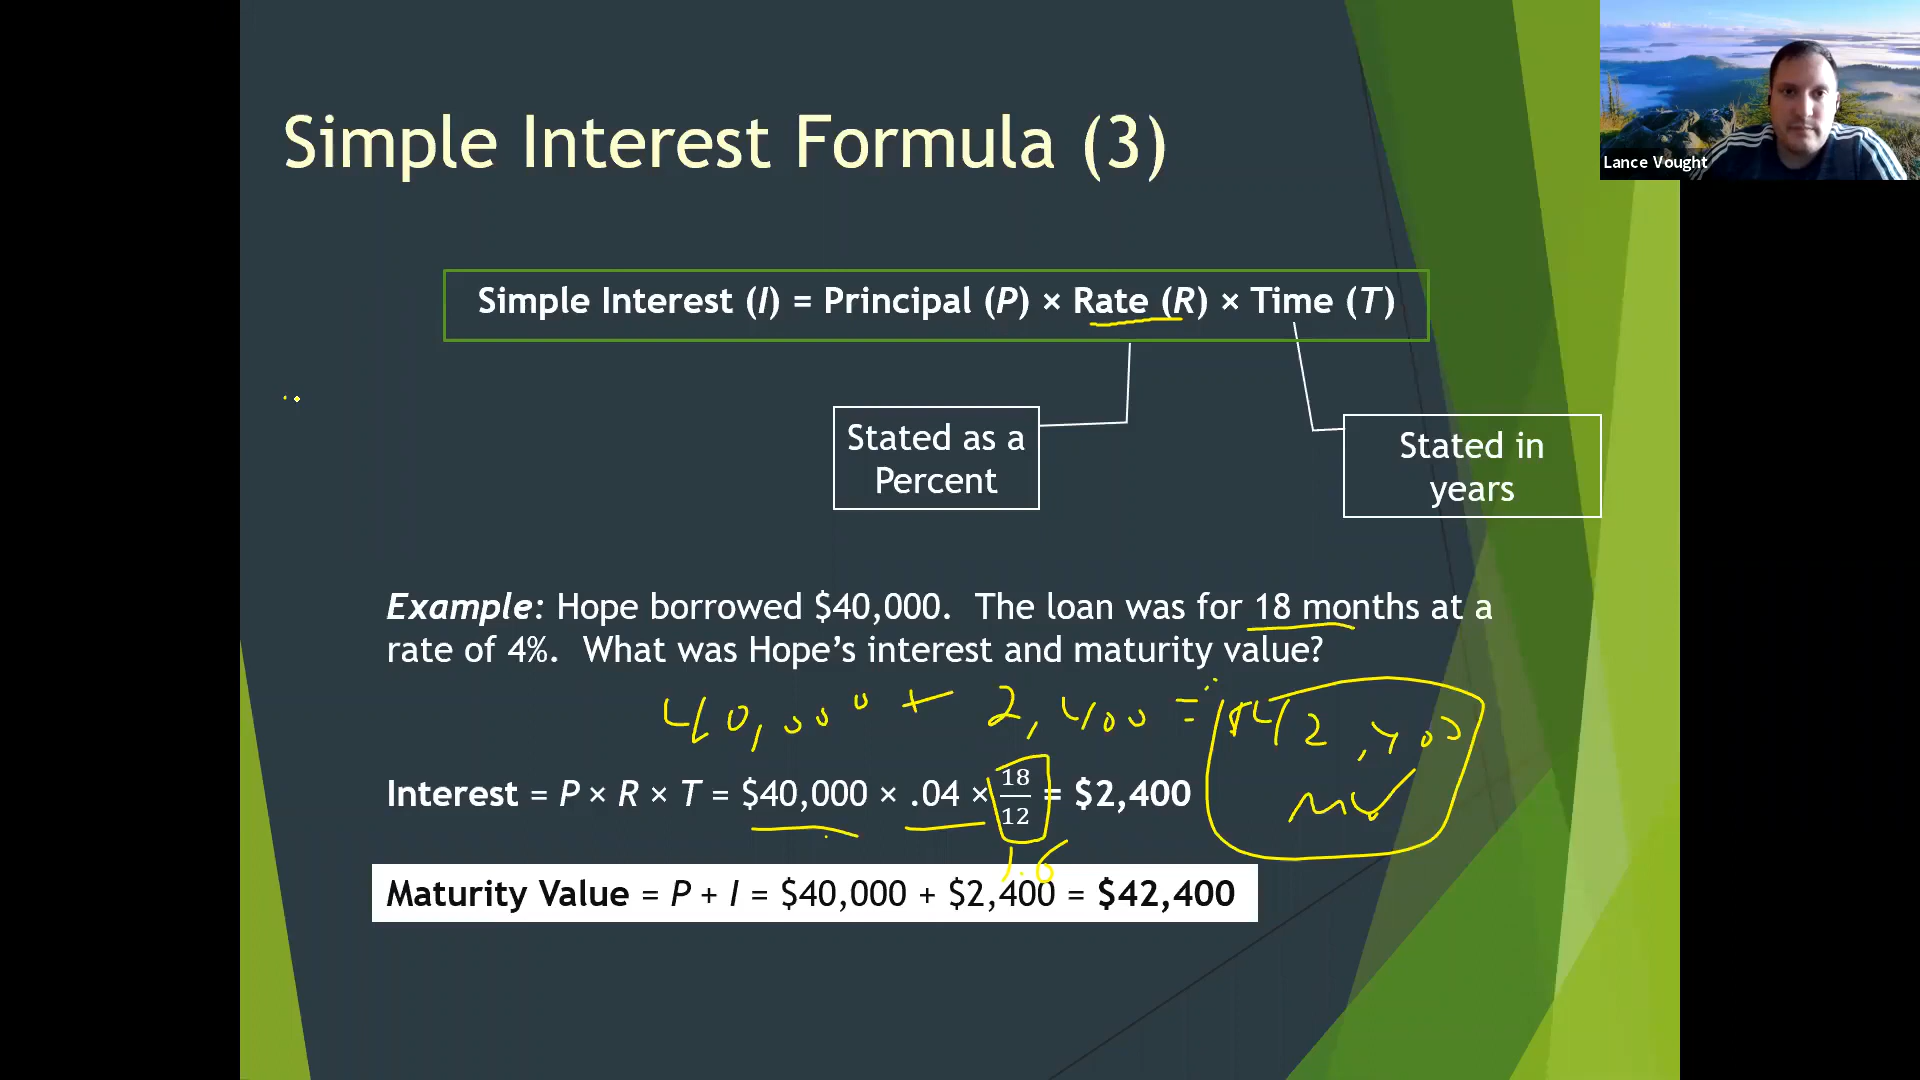 Simple Interest Formula (3)
Lance Vought
Simple Interest (I) = Principal (P) × Rate (R) × Time (T)
Stated as a
Percent
Stated in
years
Example: Hope borrowed $40,000. The loan was for 18 months at a
rate of 4%. What was Hope’s interest and maturity value?
40,000 + 2,400 = $42,400
MV
Interest = P × R × T = $40,000 × .04 × 18/12 = $2,400
1.5
Maturity Value = P + I = $40,000 + $2,400 = $42,400